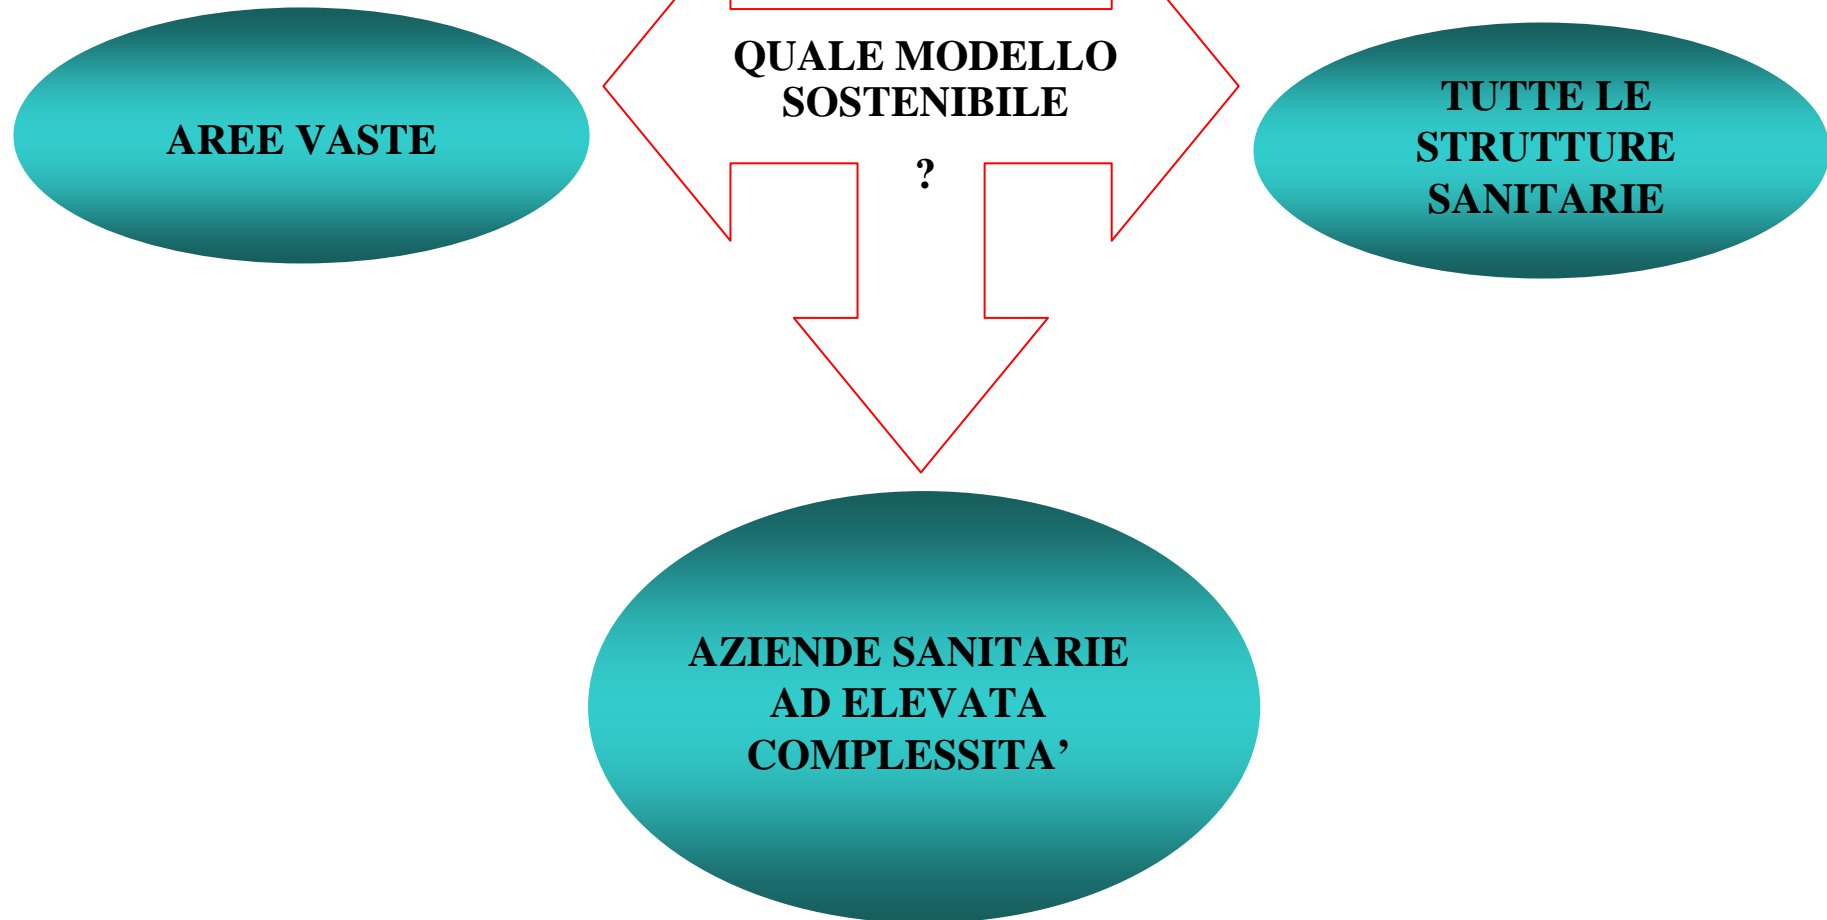 QUALE MODELLO
SOSTENIBILE
?
AREE VASTE
TUTTE LE
STRUTTURE
SANITARIE
AZIENDE SANITARIE
AD ELEVATA
COMPLESSITA’